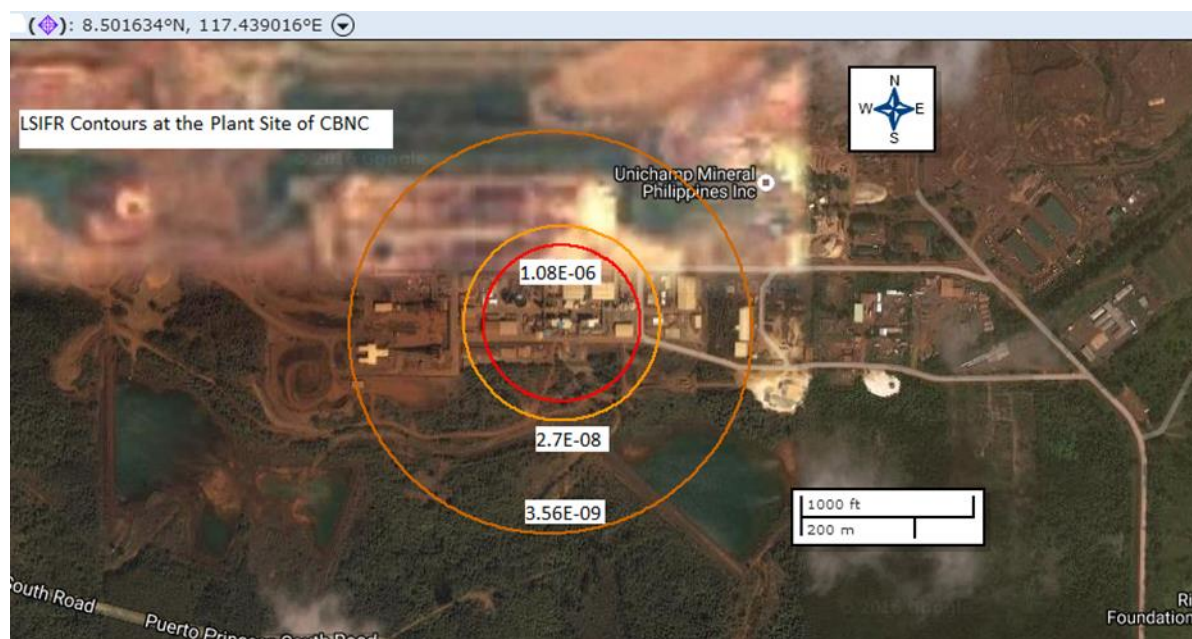 (): 8.501634°N, 117.439016°E
N
W E
S
LSIFR Contours at the Plant Site of CBNC
Unichamp Mineral
Philippines Inc
1.08E-06
2.7E-08
3.56E-09
1000 ft
200 m
South Road
Puerto Princesa South Road
Ri
Foundation